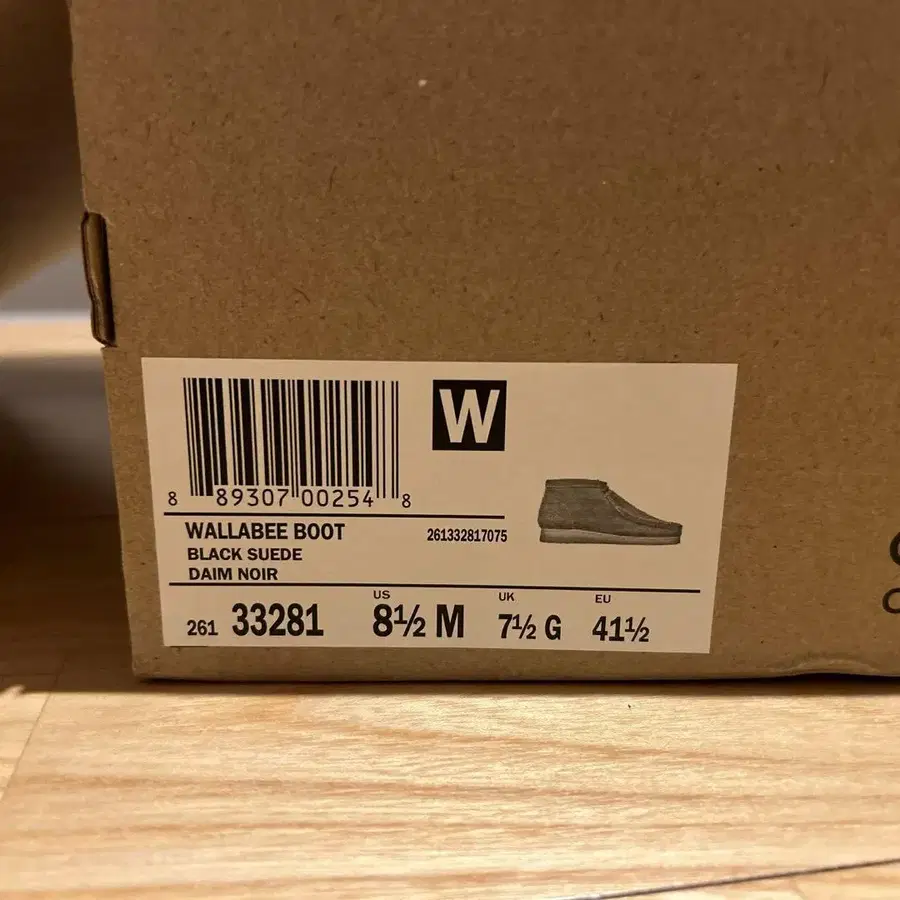 W
8 89307 00254 8
WALLABEE BOOT 261332817075
BLACK SUEDE
DAIM NOIR
US UK EU
261 33281 8½ M 7½ G 41½